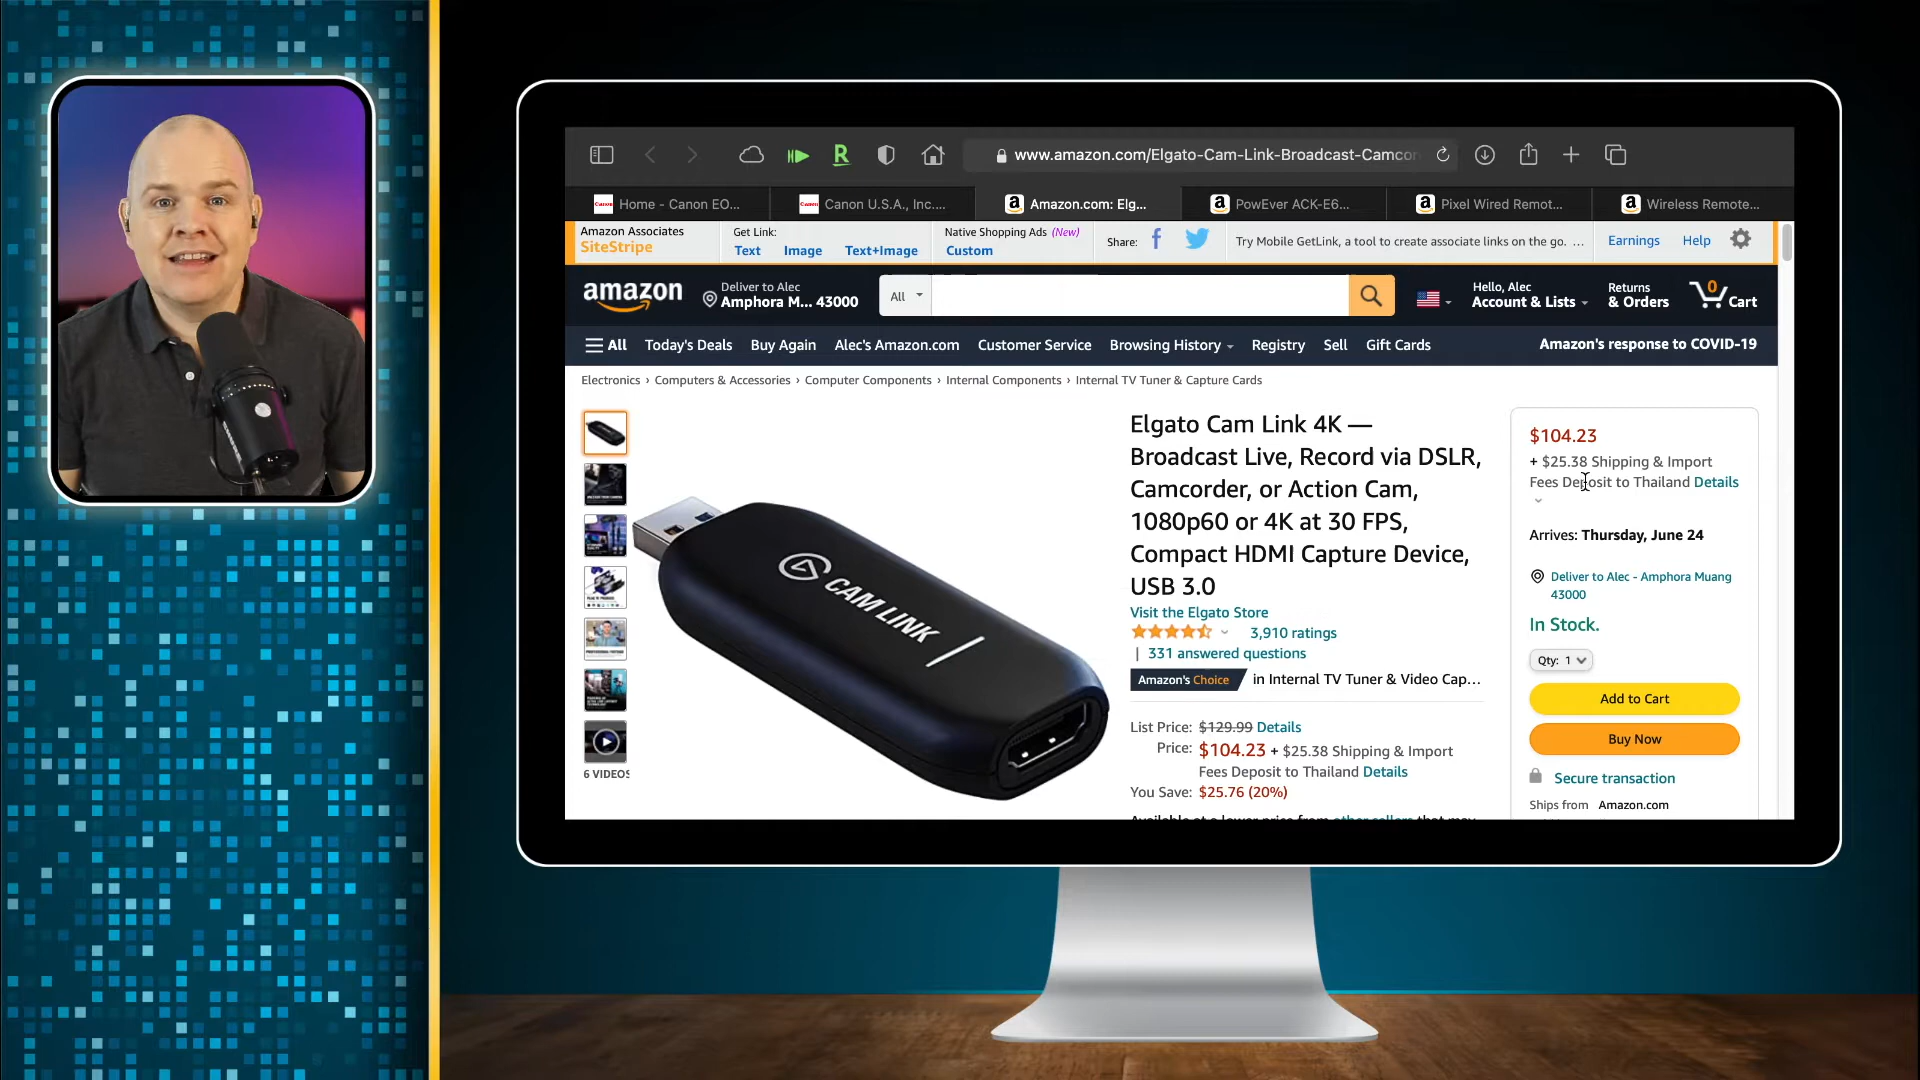 www.amazon.com/Elgato-Cam-Link-Broadcast-Camcor
Home - Canon EO...
Canon U.S.A., Inc....
Amazon.com: Elg...
PowEver ACK-E6...
Pixel Wired Remot...
Wireless Remote...
Amazon Associates
SiteStripe
Get Link:
Text Image Text+Image
Native Shopping Ads (New)
Custom
Share:
Try Mobile GetLink, a tool to create associate links on the go. ...
Earnings
Help
amazon
Deliver to Alec
Amphora M... 43000
All
Hello, Alec
Account & Lists
Returns
& Orders
0
Cart
All Today's Deals Buy Again Alec's Amazon.com Customer Service Browsing History Registry Sell Gift Cards
Amazon's response to COVID-19
Electronics › Computers & Accessories › Computer Components › Internal Components › Internal TV Tuner & Capture Cards
6 VIDEOS
CAM LINK
Elgato Cam Link 4K —
Broadcast Live, Record via DSLR,
Camcorder, or Action Cam,
1080p60 or 4K at 30 FPS,
Compact HDMI Capture Device,
USB 3.0
Visit the Elgato Store
3,910 ratings
| 331 answered questions
Amazon's Choice in Internal TV Tuner & Video Cap...
List Price: $129.99 Details
Price: $104.23 + $25.38 Shipping & Import
Fees Deposit to Thailand Details
You Save: $25.76 (20%)
Available at a lower price from other sellers that may
$104.23
+ $25.38 Shipping & Import
Fees Deposit to Thailand Details
Arrives: Thursday, June 24
Deliver to Alec - Amphora Muang
43000
In Stock.
Qty: 1
Add to Cart
Buy Now
Secure transaction
Ships from Amazon.com